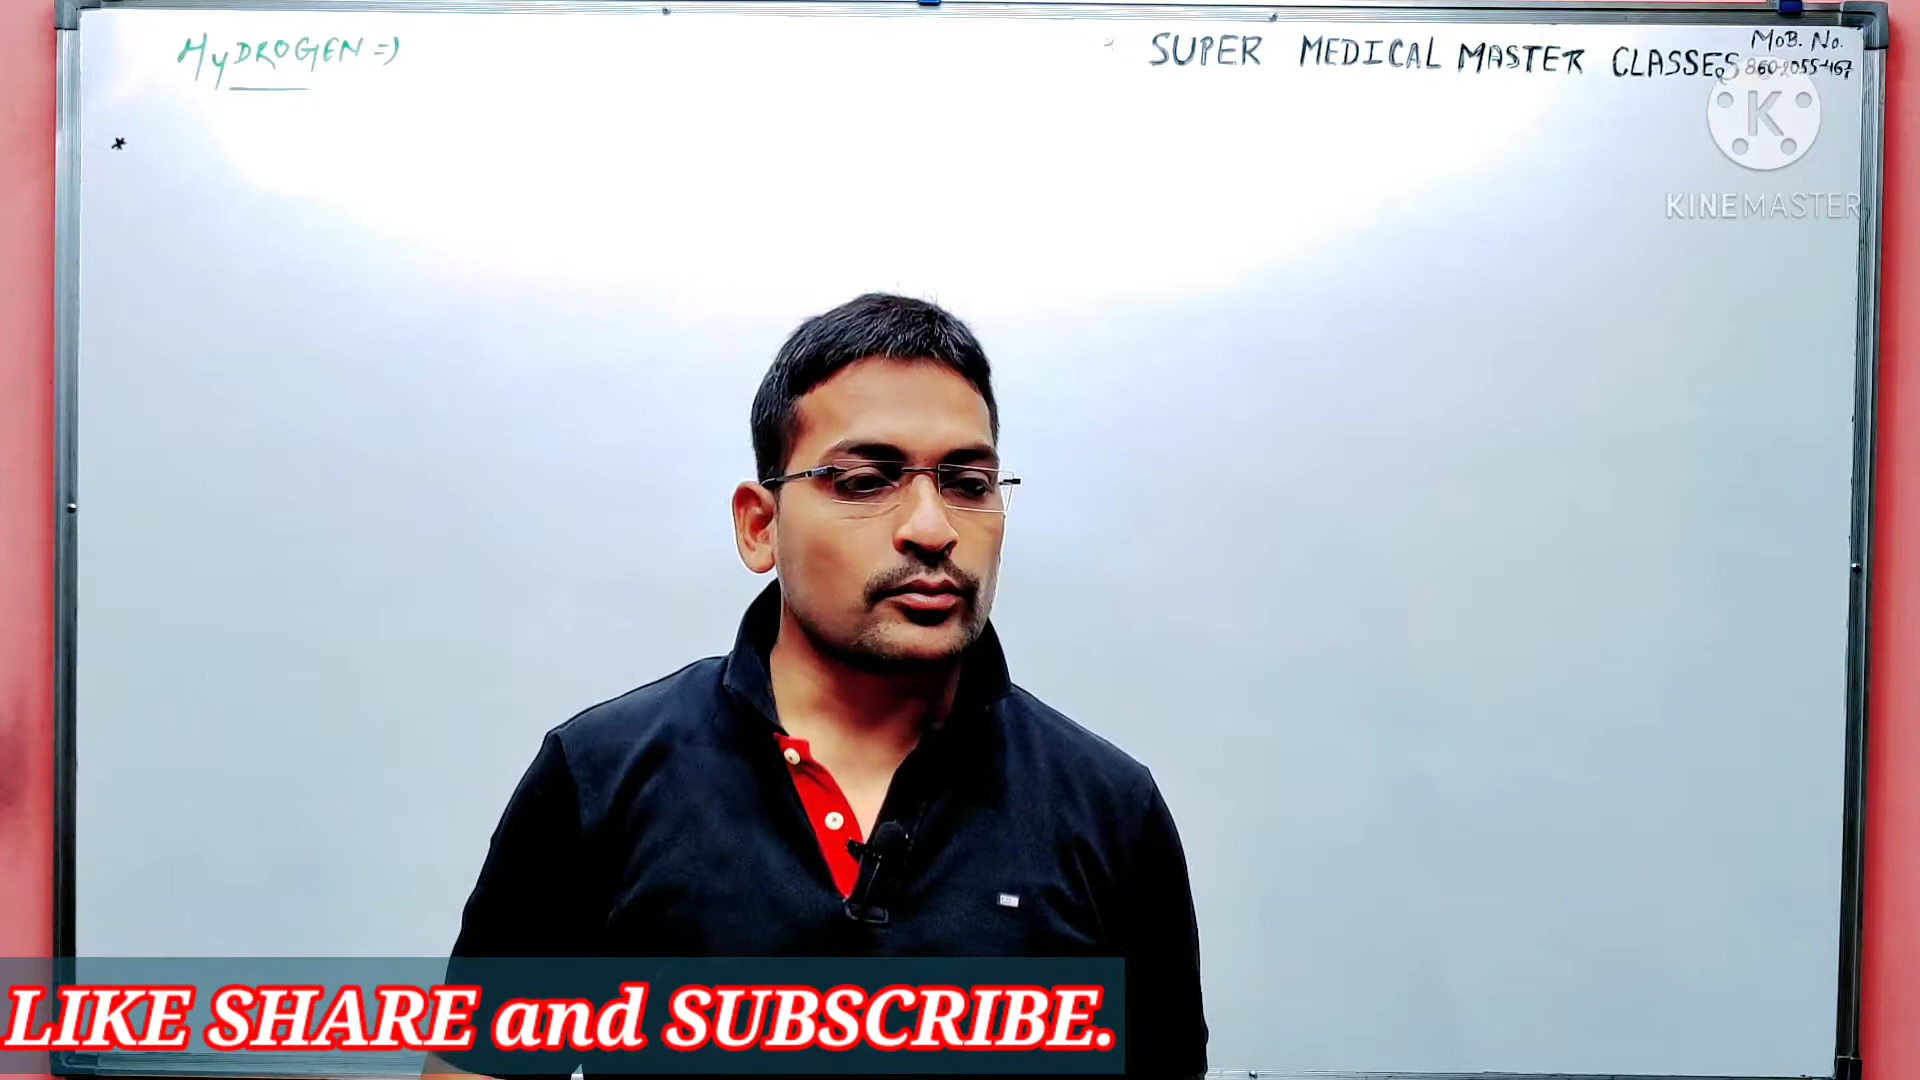 HYDROGEN =)
SUPER MEDICAL MASTER CLASSES
MOB. No.
860-2055-467
K
KINEMASTER
*
LIKE SHARE and SUBSCRIBE.